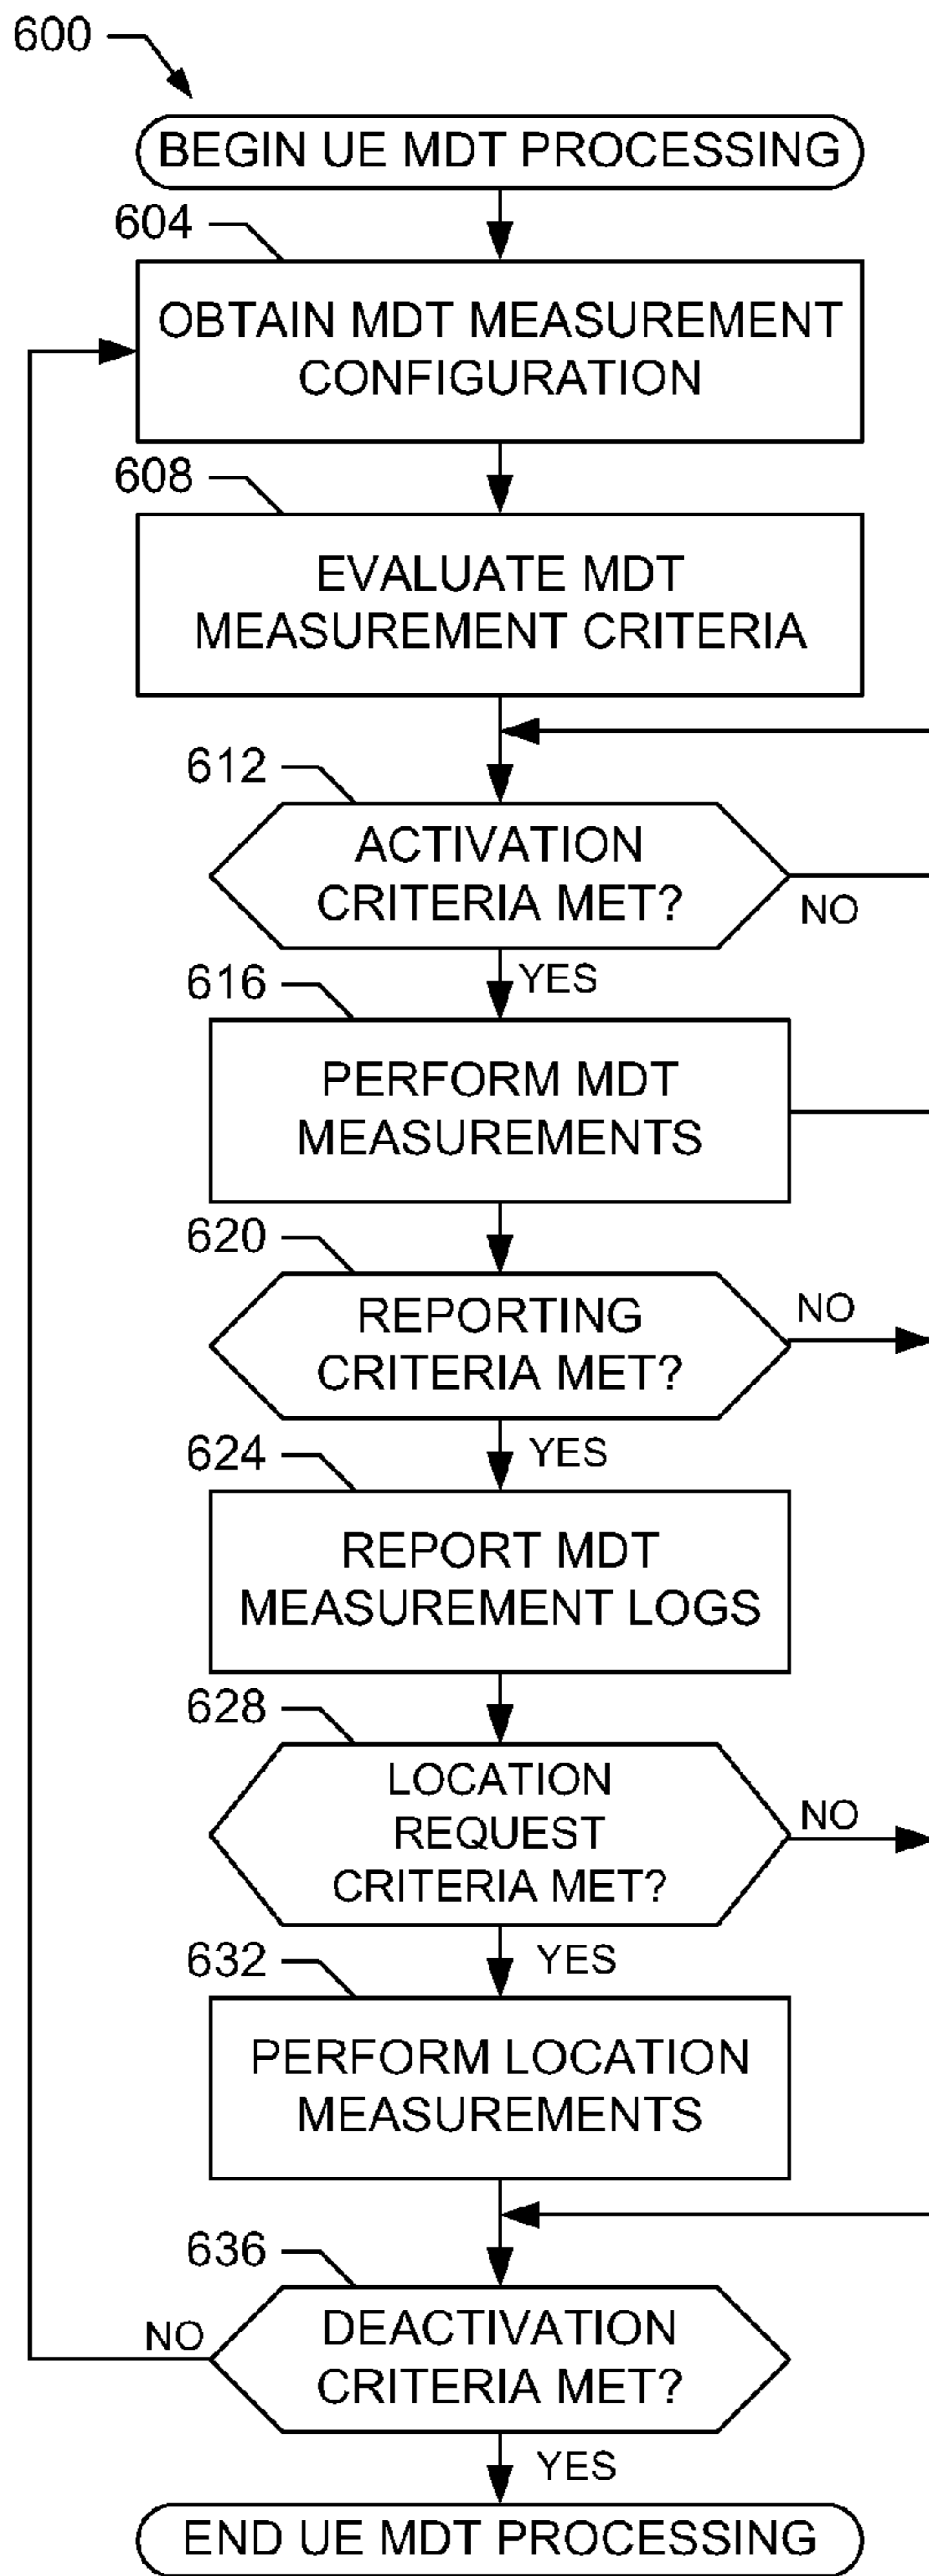 600
BEGIN UE MDT PROCESSING
604
OBTAIN MDT MEASUREMENT
CONFIGURATION
608
EVALUATE MDT
MEASUREMENT CRITERIA
612
ACTIVATION
CRITERIA MET?
NO
YES
616
PERFORM MDT
MEASUREMENTS
620
REPORTING
CRITERIA MET?
NO
YES
624
REPORT MDT
MEASUREMENT LOGS
628
LOCATION
REQUEST
CRITERIA MET?
NO
YES
632
PERFORM LOCATION
MEASUREMENTS
636
DEACTIVATION
CRITERIA MET?
NO
YES
END UE MDT PROCESSING